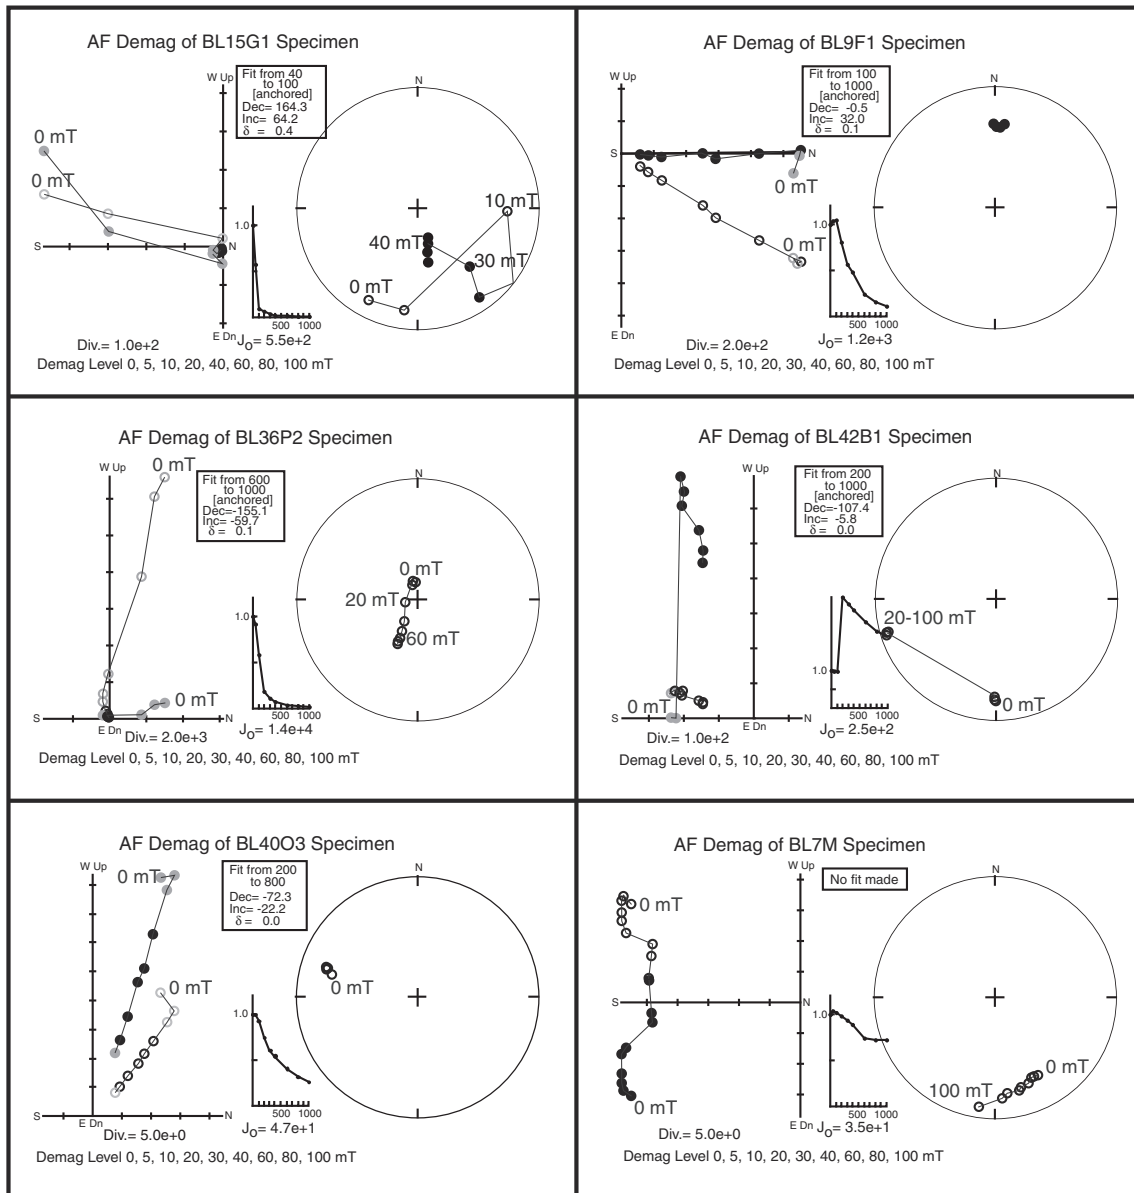 AF Demag of BL15G1 Specimen
W Up
Fit from 40
to 100
[anchored]
Dec= 164.3
Inc= 64.2
δ = 0.4
N
0 mT
0 mT
S
N
1.0
10 mT
40 mT
30 mT
0 mT
500 1000
E Dn
Jo= 5.5e+2
Div.= 1.0e+2
Demag Level 0, 5, 10, 20, 40, 60, 80, 100 mT
AF Demag of BL9F1 Specimen
W Up
Fit from 100
to 1000
[anchored]
Dec= -0.5
Inc= 32.0
δ = 0.1
N
S
N
0 mT
1.0
0 mT
500 1000
E Dn
Jo= 1.2e+3
Div.= 2.0e+2
Demag Level 0, 5, 10, 20, 30, 40, 60, 80, 100 mT
AF Demag of BL36P2 Specimen
W Up
0 mT
Fit from 600
to 1000
[anchored]
Dec=-155.1
Inc= -59.7
δ = 0.1
N
0 mT
20 mT
60 mT
1.0
0 mT
500 1000
S
N
E Dn
Jo= 1.4e+4
Div.= 2.0e+3
Demag Level 0, 5, 10, 20, 30, 40, 60, 80, 100 mT
AF Demag of BL42B1 Specimen
W Up
Fit from 200
to 1000
[anchored]
Dec=-107.4
Inc= -5.8
δ = 0.0
N
20-100 mT
1.0
0 mT
0 mT
500 1000
S
N
E Dn
Jo= 2.5e+2
Div.= 1.0e+2
Demag Level 0, 5, 10, 20, 30, 40, 60, 80, 100 mT
AF Demag of BL40O3 Specimen
W Up
0 mT
Fit from 200
to 800
Dec= -72.3
Inc= -22.2
δ = 0.0
N
0 mT
0 mT
1.0
500 1000
S
N
E Dn
Jo= 4.7e+1
Div.= 5.0e+0
Demag Level 0, 5, 10, 20, 30, 40, 60, 80, 100 mT
AF Demag of BL7M Specimen
W Up
No fit made
N
0 mT
S
N
1.0
0 mT
100 mT
0 mT
500 1000
E Dn
Jo= 3.5e+1
Div.= 5.0e+0
Demag Level 0, 5, 10, 20, 30, 40, 60, 80, 100 mT